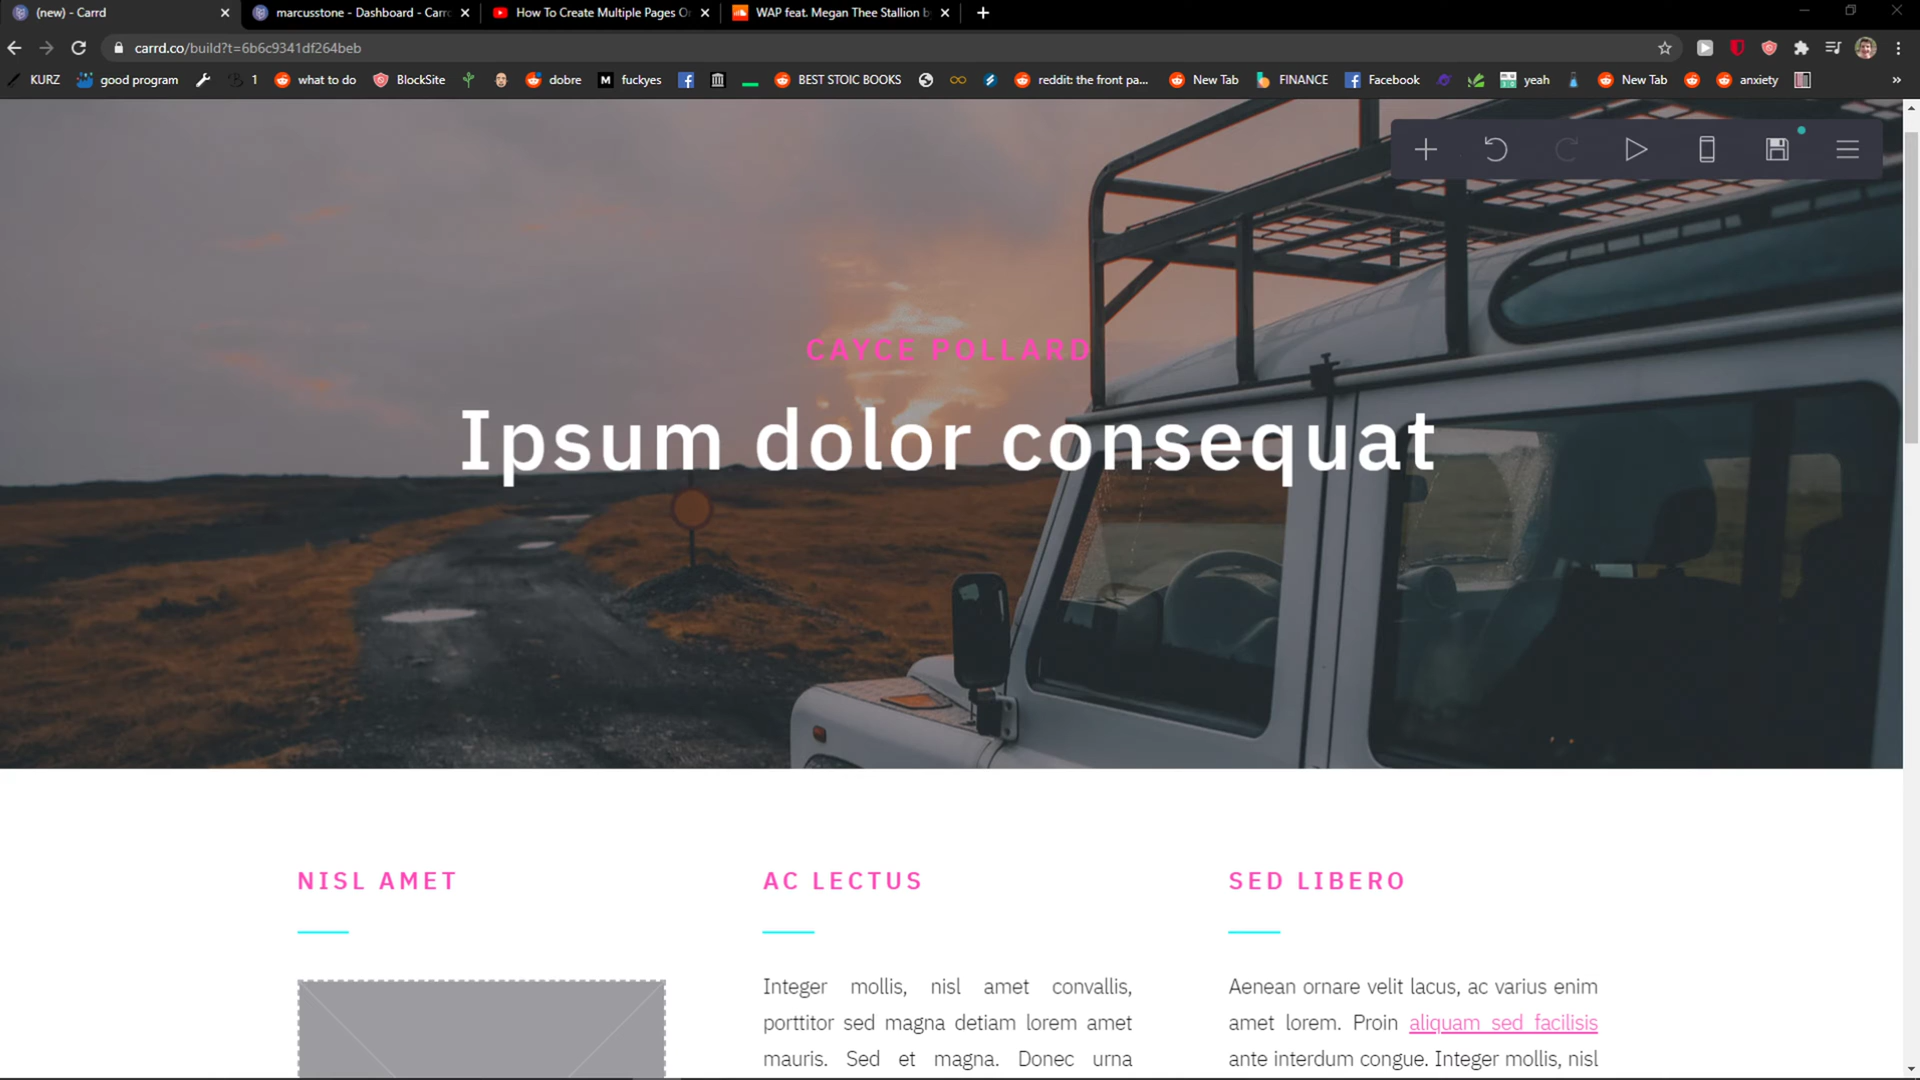 (new) - Carrd
marcusstone - Dashboard - Carrd
How To Create Multiple Pages O
WAP feat. Megan Thee Stallion b
carrd.co/build?t=6b6c9341df264beb
KURZ
good program
1
what to do
BlockSite
dobre
M
fuckyes
BEST STOIC BOOKS
reddit: the front pa...
New Tab
FINANCE
Facebook
yeah
New Tab
anxiety
»
CAYCE POLLARD
Ipsum dolor consequat
NISL AMET
AC LECTUS
Integer mollis, nisl amet convallis,
porttitor sed magna detiam lorem amet
mauris. Sed et magna. Donec urna
SED LIBERO
Aenean ornare velit lacus, ac varius enim
amet lorem. Proin aliquam sed facilisis
ante interdum congue. Integer mollis, nisl